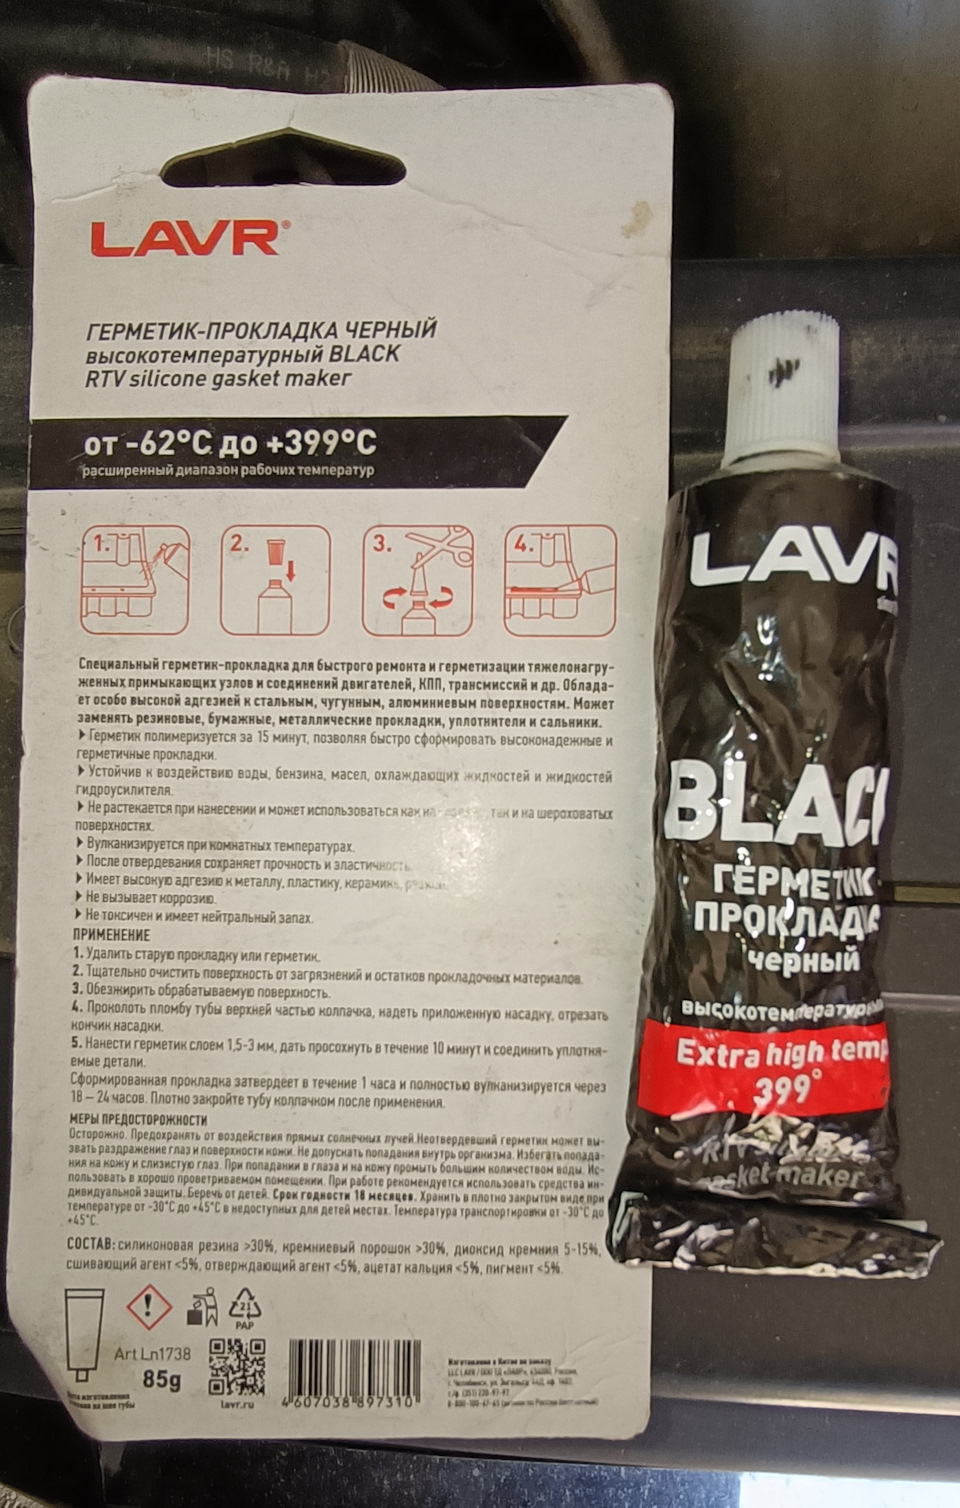 HS R&A H2
LAVR®
ГЕРМЕТИК-ПРОКЛАДКА ЧЕРНЫЙ
высокотемпературный BLACK
RTV silicone gasket maker
от -62°С до +399°С
расширенный диапазон рабочих температур
1. 2. 3. 4.
Специальный герметик-прокладка для быстрого ремонта и герметизации тяжелонагру-
женных примыкающих узлов и соединений двигателей, КПП, трансмиссий и др. Облада-
ет особо высокой адгезией к стальным, чугунным, алюминиевым поверхностям. Может
заменять резиновые, бумажные, металлические прокладки, уплотнители и сальники.
Герметик полимеризуется за 15 минут, позволяя быстро сформировать высоконадежные и
герметичные прокладки.
Устойчив к воздействию воды, бензина, масел, охлаждающих жидкостей и жидкостей
гидроусилителя.
Не растекается при нанесении и может использоваться как на так и на шероховатых
поверхностях.
Вулканизируется при комнатных температурах.
После отвердевания сохраняет прочность и эластичность.
Имеет высокую адгезию к металлу, пластику, керамике,
Не вызывает коррозию.
Не токсичен и имеет нейтральный запах.
ПРИМЕНЕНИЕ
1. Удалить старую прокладку или герметик.
2. Тщательно очистить поверхность от загрязнений и остатков прокладочных материалов.
3. Обезжирить обрабатываемую поверхность.
4. Проколоть пломбу тубы верхней частью колпачка, надеть приложенную насадку, отрезать
кончик насадки.
5. Нанести герметик слоем 1,5-3 мм, дать просохнуть в течение 10 минут и соединить уплотня-
емые детали.
Сформированная прокладка затвердеет в течение 1 часа и полностью вулканизируется через
18 – 24 часов. Плотно закройте тубу колпачком после применения.
МЕРЫ ПРЕДОСТОРОЖНОСТИ
Осторожно. Предохранять от воздействия прямых солнечных лучей.Неотвердевший герметик может вы-
звать раздражение глаз и поверхности кожи. Не допускать попадания внутрь организма. Избегать попада-
ния на кожу и слизистую глаз. При попадании в глаза и на кожу промыть большим количеством воды. Ис-
пользовать в хорошо проветриваемом помещении. При работе рекомендуется использовать средства ин-
дивидуальной защиты. Беречь от детей. Срок годности 18 месяцев. Хранить в плотно закрытом виде при
температуре от -30°С до +45°С в недоступных для детей местах. Температура транспортировки от -30°С до
+45°С.
СОСТАВ: силиконовая резина >30%, кремниевый порошок >30%, диоксид кремния 5-15%,
сшивающий агент <5%, отверждающий агент <5%, ацетат кальция <5%, пигмент <5%.
21
PAP
Art Ln1738
85g
lavr.ru
4 607038 897310
Изготовлено в Китае по заказу
LAVR
BLACK
ГЕРМЕТИК
ПРОКЛАДКА
черный
высокотемпературный
Extra high temp
399°
RTV silicone
gasket maker